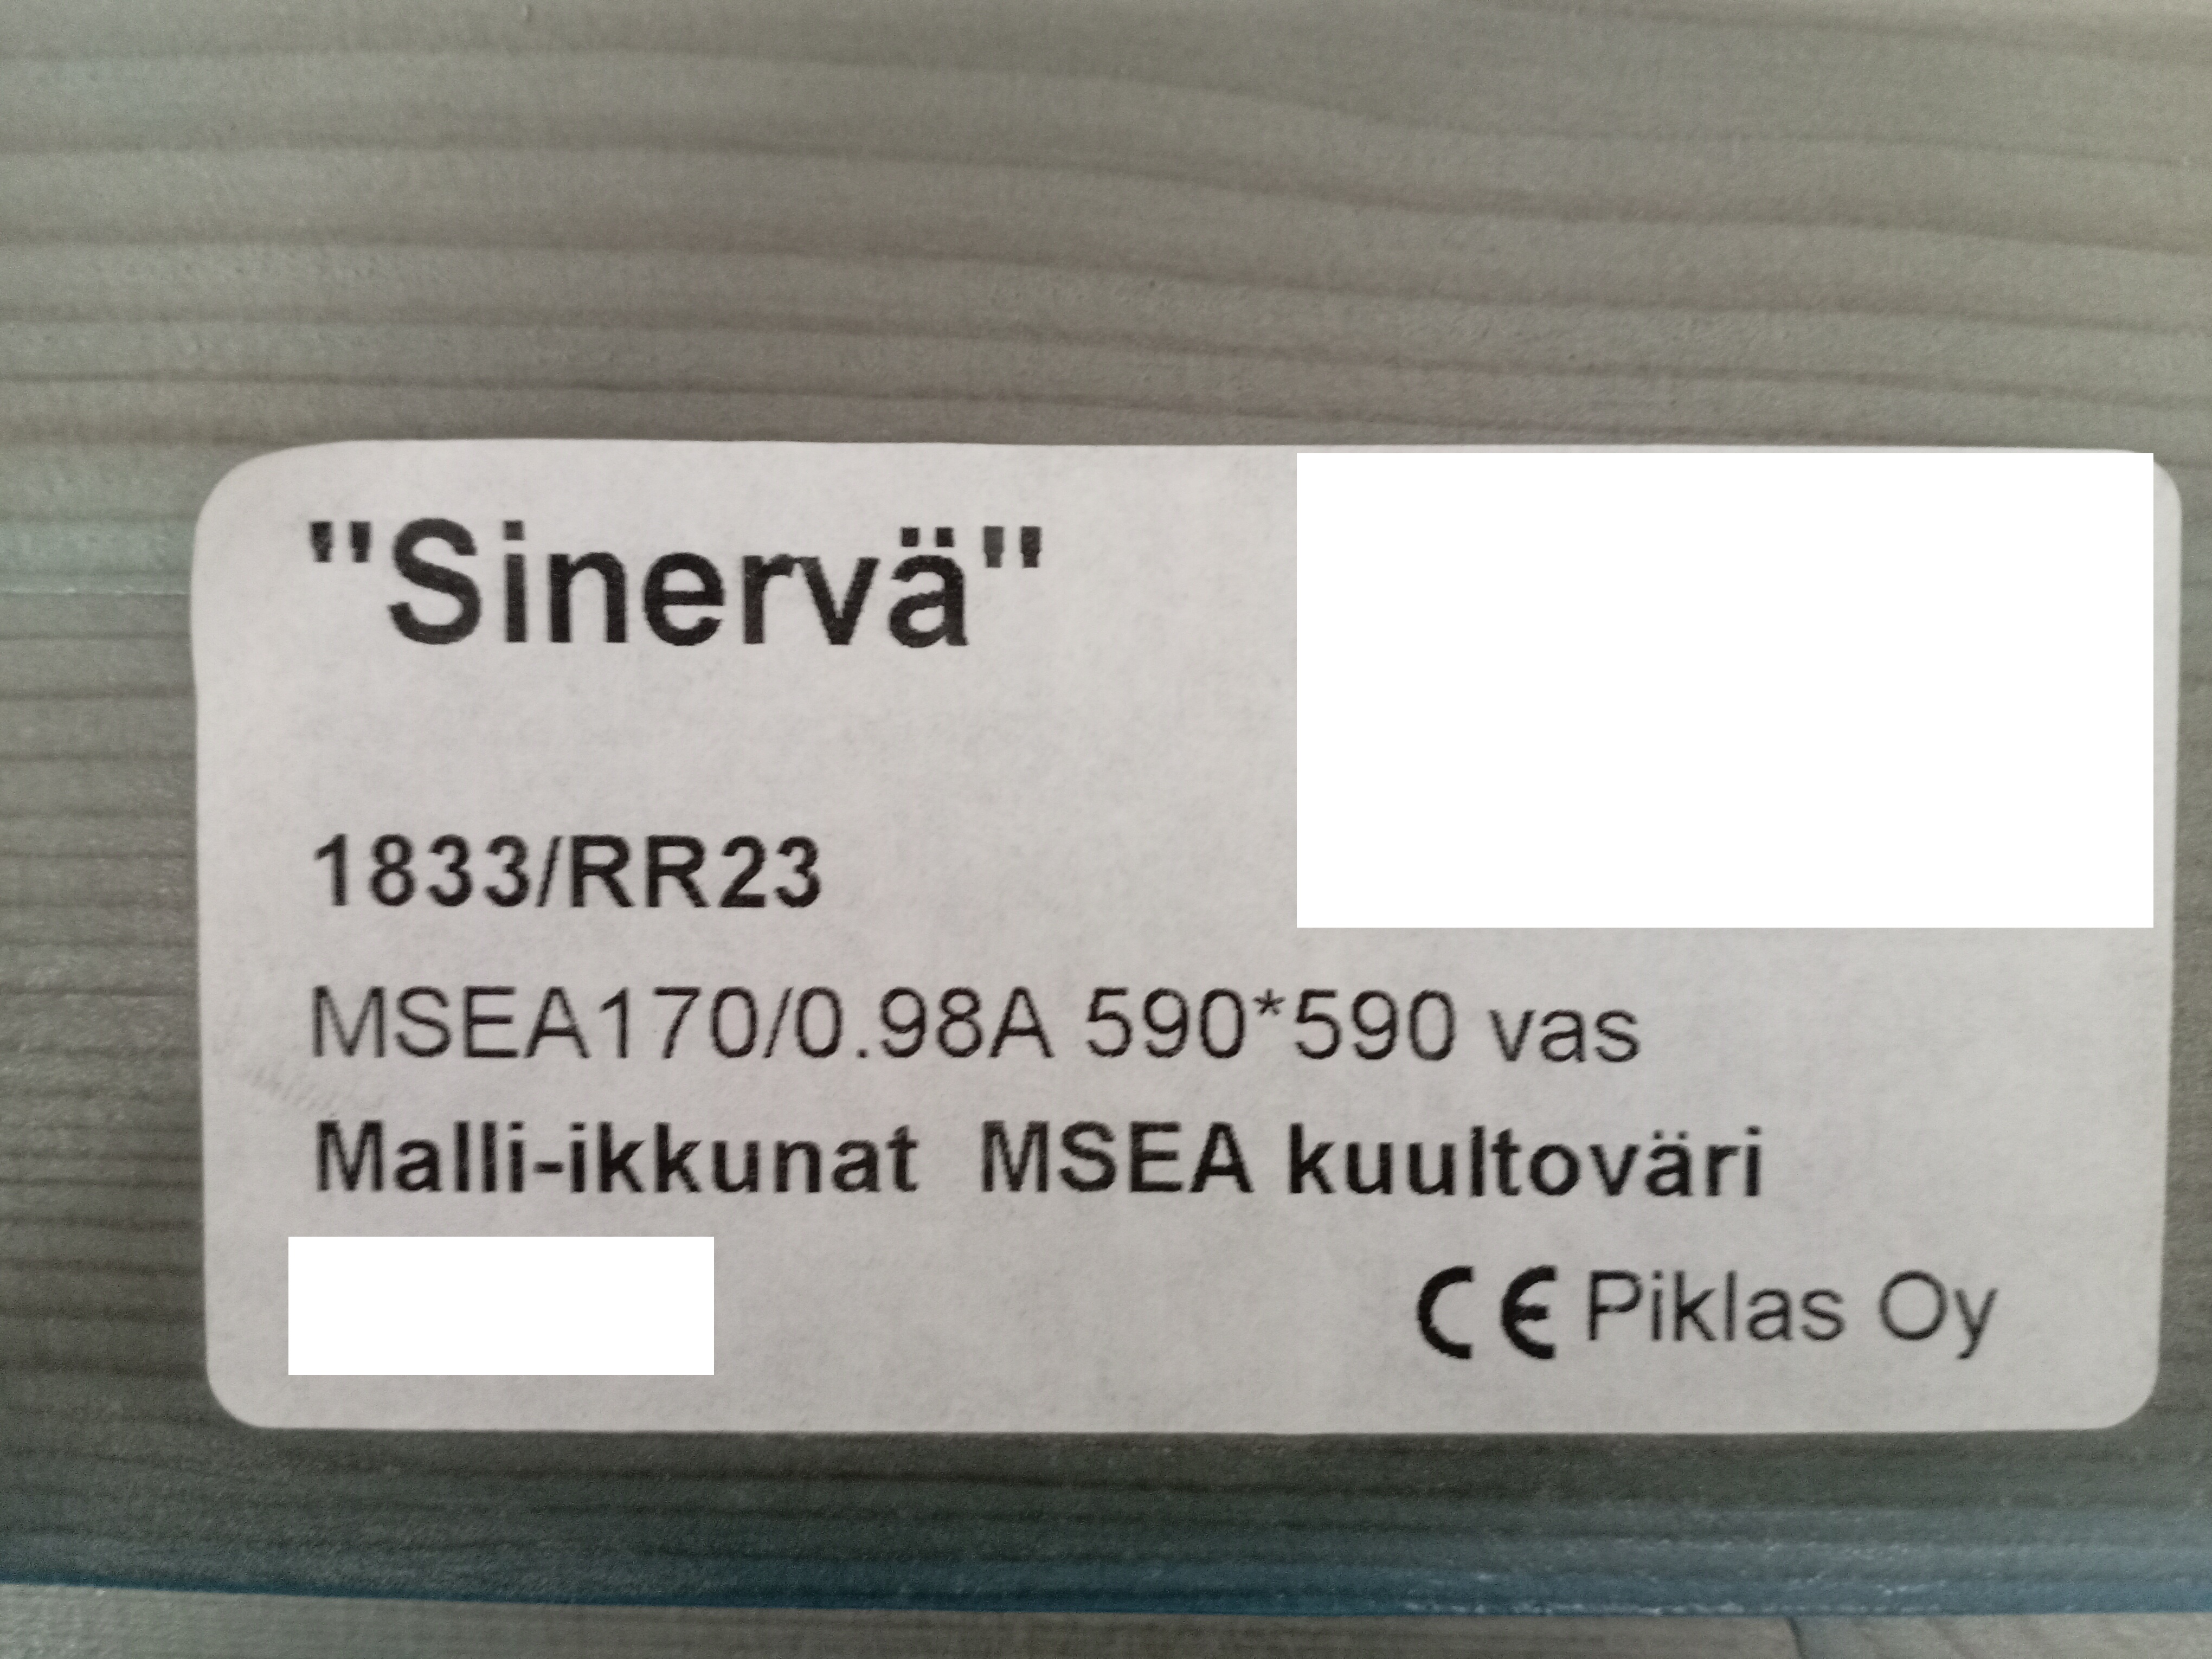 "Sinervä"
1833/RR23
MSEA170/0.98A 590*590 vas
Malli-ikkunat MSEA kuultoväri
CE Piklas Oy